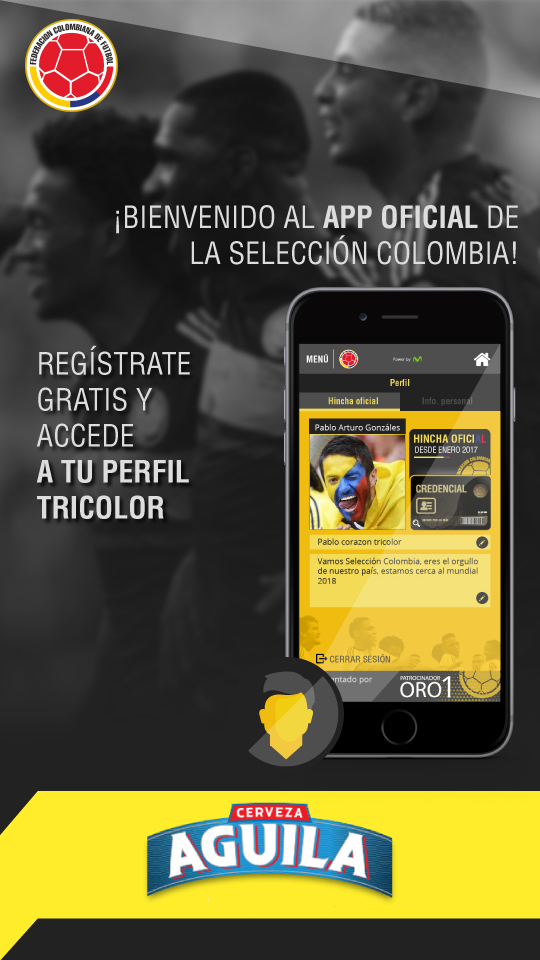 FEDERACION COLOMBIANA DE FUTBOL
¡BIENVENIDO AL APP OFICIAL DE
LA SELECCIÓN COLOMBIA!
REGÍSTRATE
GRATIS Y
ACCEDE
A TU PERFIL
TRICOLOR
MENÚ
Power by
Perfil
Hincha oficial
Info. personal
Pablo Arturo Gonzáles
HINCHA OFICIAL
DESDE ENERO 2017
CREDENCIAL
Pablo corazon tricolor
Vamos Selección Colombia, eres el orgullo
de nuestro país, estamos cerca al mundial
2018
CERRAR SESIÓN
ntado por
PATROCINADOR
ORO1
CERVEZA
AGUILA